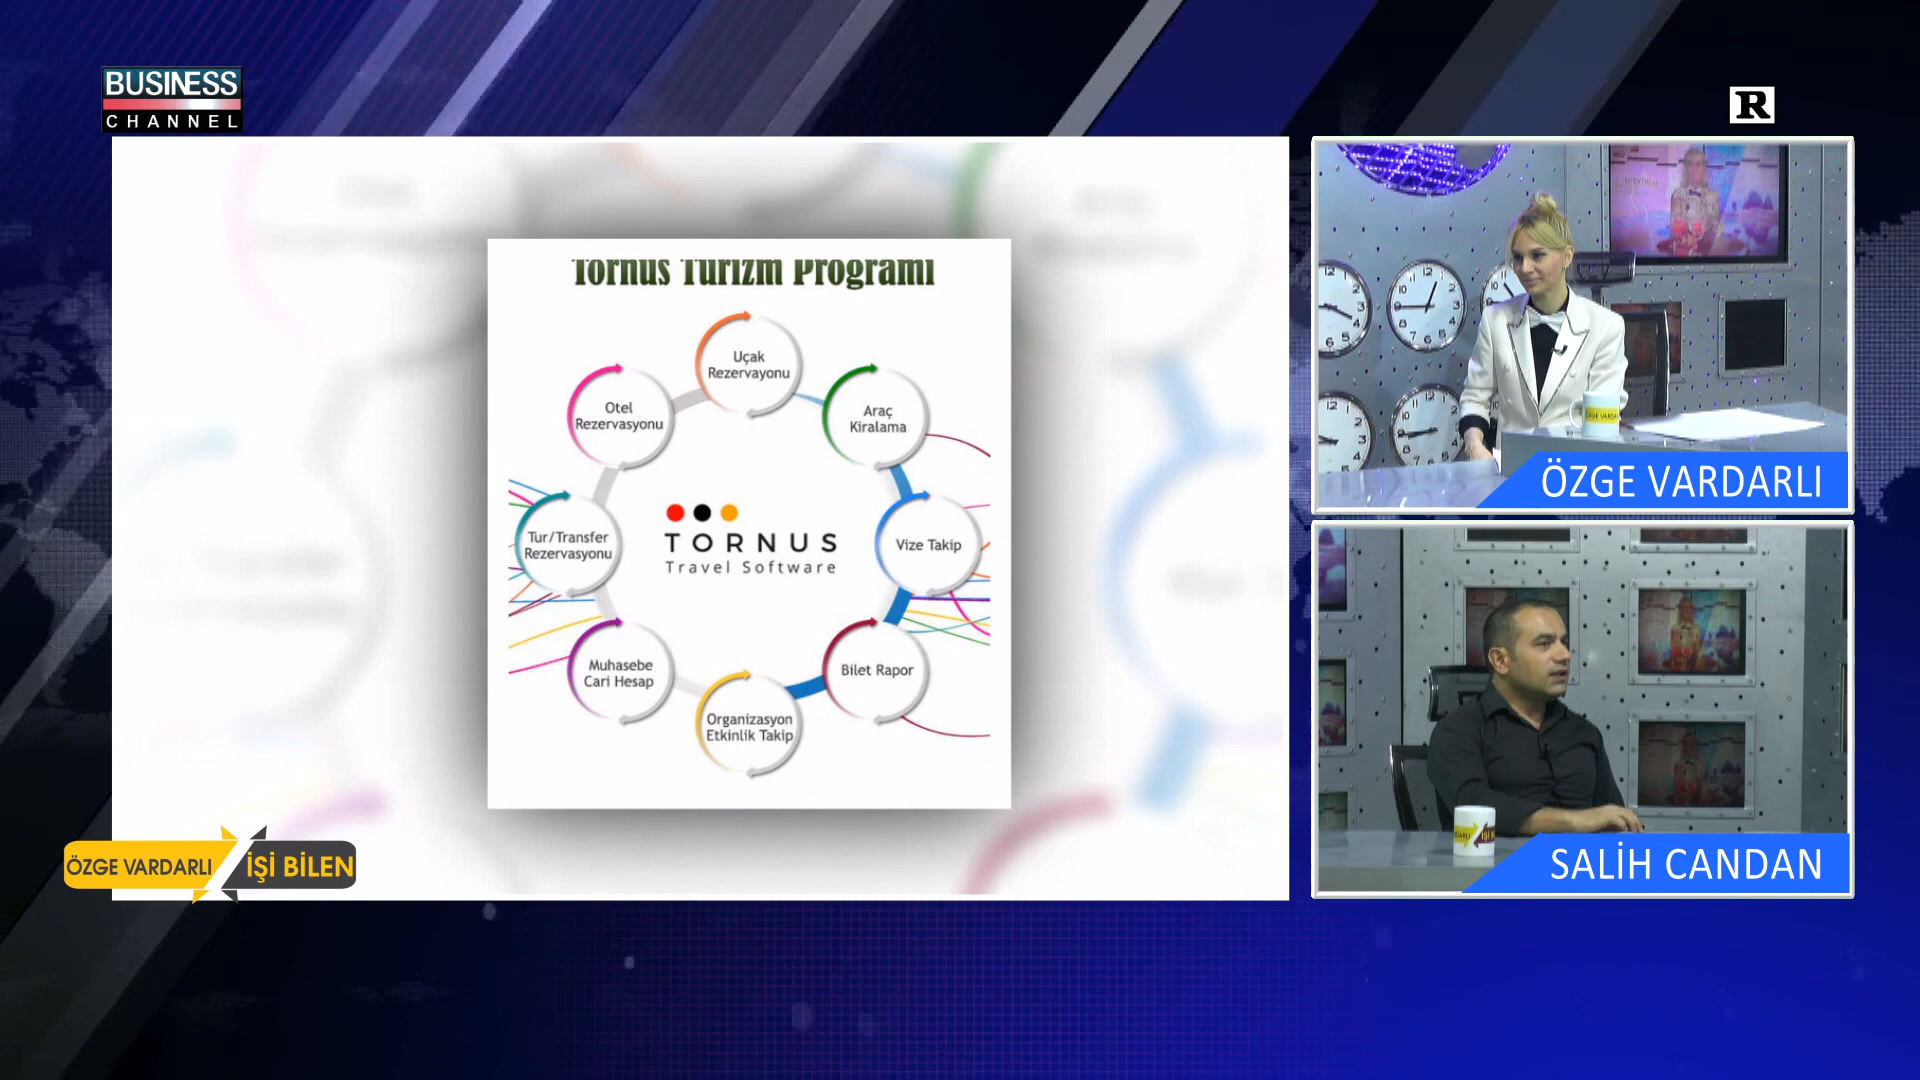 BUSINESS
CHANNEL
R
Tornus Turizm Programı
Uçak
Rezervayonu
Otel
Rezervasyonu
Araç
Kiralama
Tur/Transfer
Rezervasyonu
TORNUS
Travel Software
Vize Takip
Muhasebe
Cari Hesap
Bilet Rapor
Organizasyon
Etkinlik Takip
ÖZGE VARDARLI
İŞİ BİLEN
ÖZGE VARDARLI
SALİH CANDAN